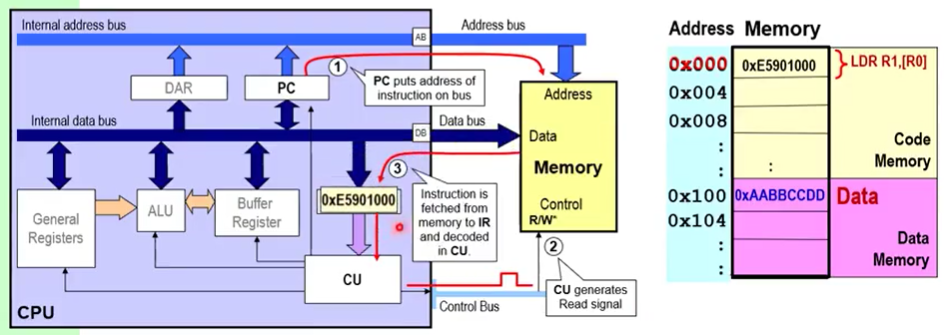 Internal address bus
AB
Address bus
1
PC puts address of
instruction on bus
DAR
PC
Internal data bus
DB
Data bus
Address
Data
Memory
Control
R/W*
3
Instruction is
fetched from
memory to IR
and decoded
in CU.
General
Registers
ALU
Buffer
Register
0xE5901000
2
CU generates
Read signal
CU
Control Bus
CPU
Address Memory
0x000 0xE5901000 LDR R1,[R0]
0x004
0x008
:
: :
Code
Memory
0x100 0xAABBCCDD Data
0x104
:
:
Data
Memory